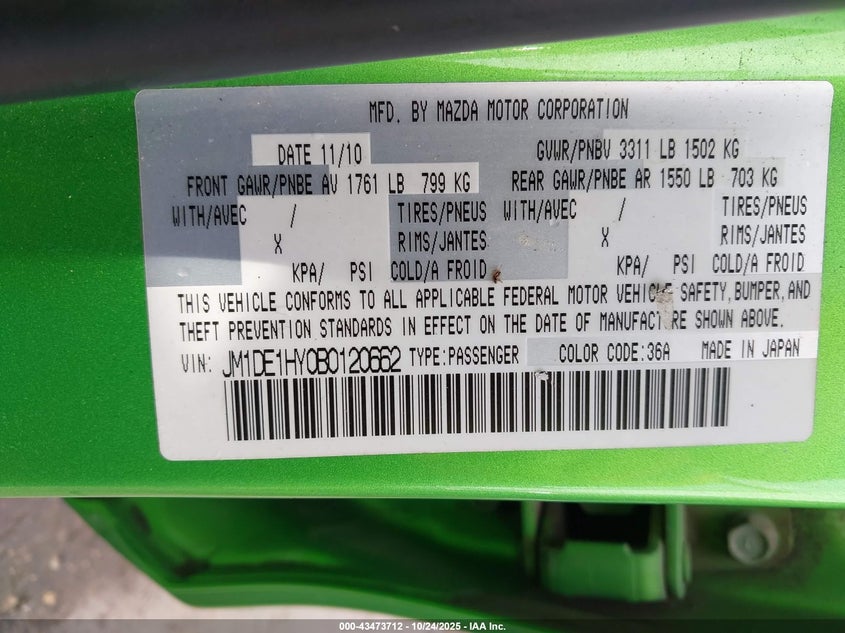 MFD. BY MAZDA MOTOR CORPORATION
DATE 11/10 GVWR/PNBV 3311 LB 1502 KG
FRONT GAWR/PNBE AV 1761 LB 799 KG REAR GAWR/PNBE AR 1550 LB 703 KG
WITH/AVEC / TIRES/PNEUS WITH/AVEC / TIRES/PNEUS
X RIMS/JANTES X RIMS/JANTES
KPA/ PSI COLD/A FROID KPA/ PSI COLD/A FROID
THIS VEHICLE CONFORMS TO ALL APPLICABLE FEDERAL MOTOR VEHICLE SAFETY, BUMPER, AND
THEFT PREVENTION STANDARDS IN EFFECT ON THE DATE OF MANUFACTURE SHOWN ABOVE.
VIN: JM1DE1HY0B0120662 TYPE:PASSENGER COLOR CODE:36A MADE IN JAPAN
000-43473712 - 10/24/2025 - IAA Inc.